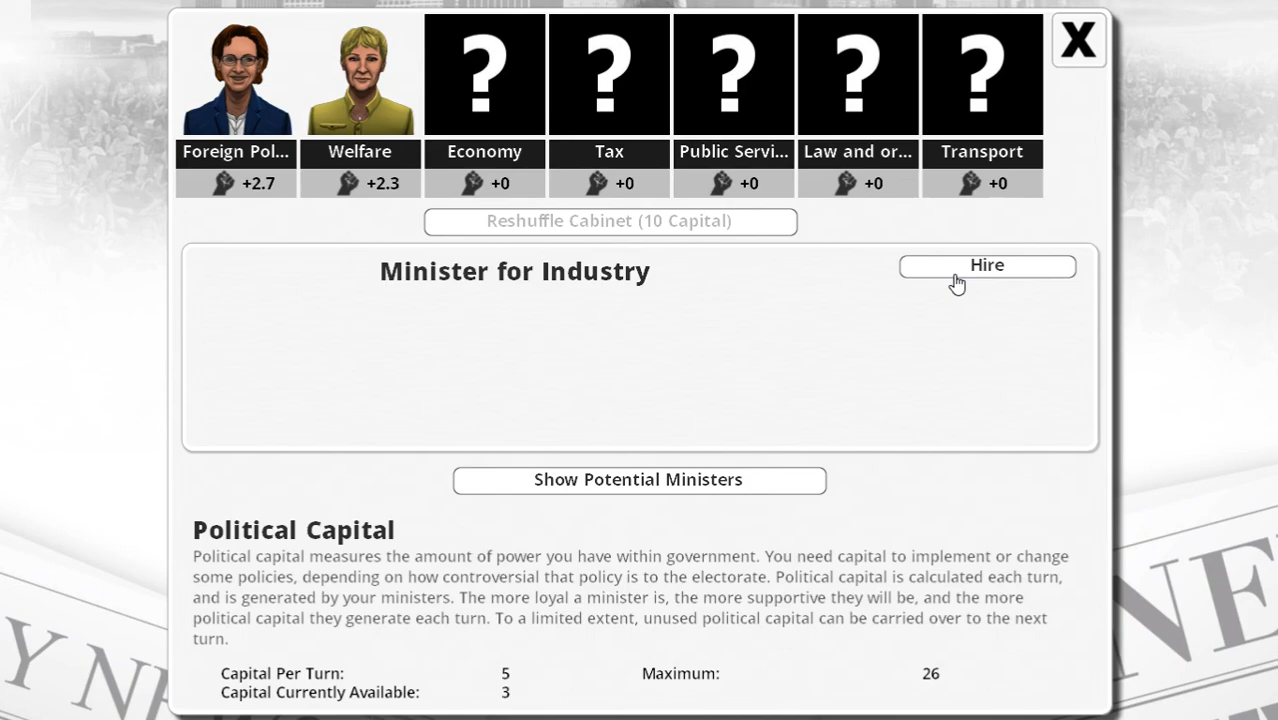 X
? ? ? ? ?
Foreign Pol... Welfare Economy Tax Public Servi... Law and or... Transport
+2.7 +2.3 +0 +0 +0 +0 +0
Reshuffle Cabinet (10 Capital)
Minister for Industry
Hire
Show Potential Ministers
Political Capital
Political capital measures the amount of power you have within government. You need capital to implement or change
some policies, depending on how controversial that policy is to the electorate. Political capital is calculated each turn,
and is generated by your ministers. The more loyal a minister is, the more supportive they will be, and the more
political capital they generate each turn. To a limited extent, unused political capital can be carried over to the next
turn.
Capital Per Turn: 5 Maximum: 26
Capital Currently Available: 3
Y NE
NE